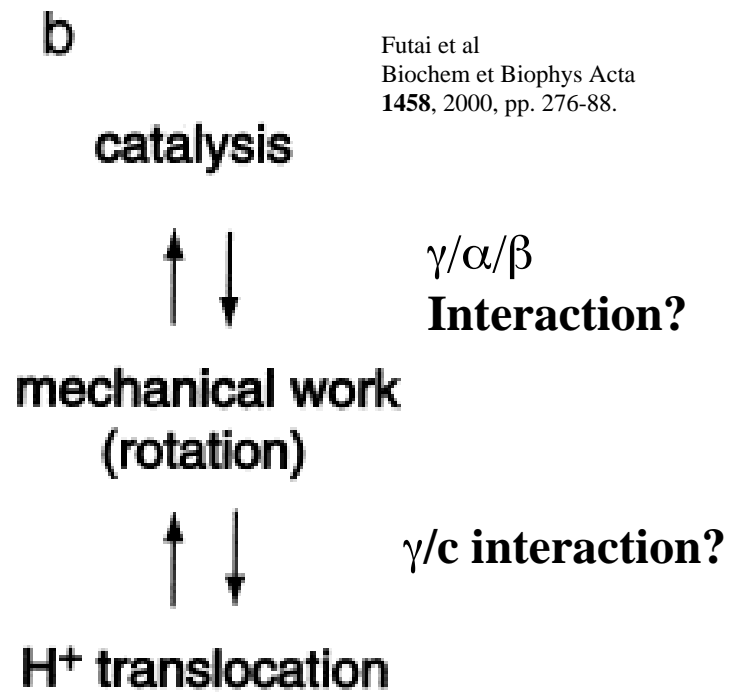 b
Futai et al
Biochem et Biophys Acta
1458, 2000, pp. 276-88.
catalysis
γ/α/β
Interaction?
mechanical work
(rotation)
γ/c interaction?
H⁺ translocation